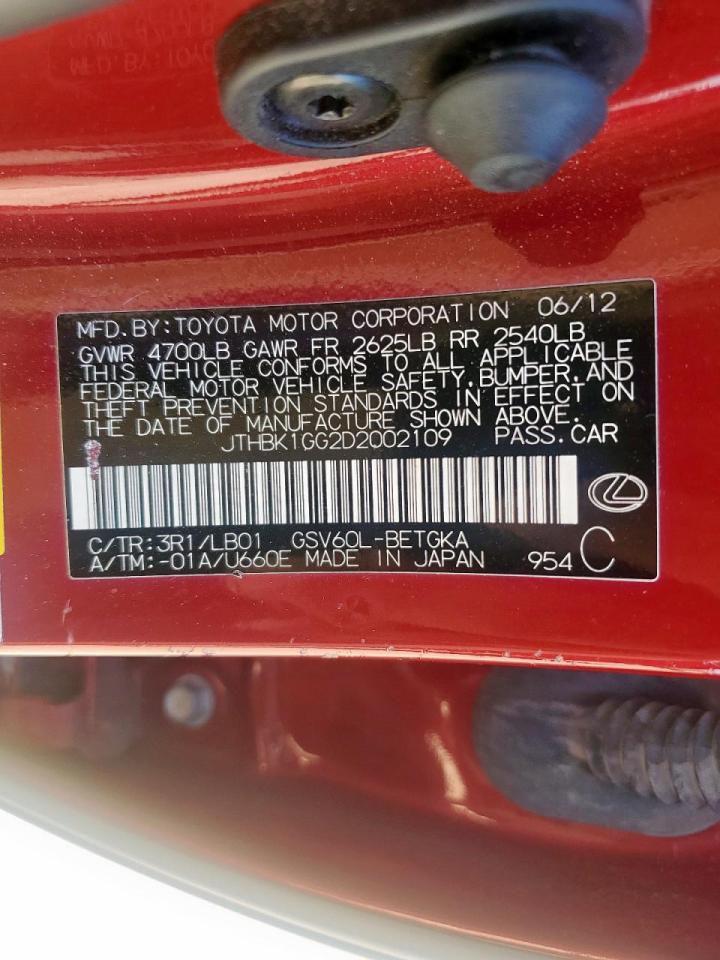 MFD.BY:TOYOTA MOTOR CORPORATION 06/12
GVWR 4700LB GAWR FR 2625LB RR 2540LB
THIS VEHICLE CONFORMS TO ALL APPLICABLE
FEDERAL MOTOR VEHICLE SAFETY,BUMPER,AND
THEFT PREVENTION STANDARDS IN EFFECT ON
THE DATE OF MANUFACTURE SHOWN ABOVE.
JTHBK1GG2D2002109 PASS.CAR
C/TR:3R1/LB01 GSV60L-BETGKA
A/TM:-01A/U660E MADE IN JAPAN 954 C